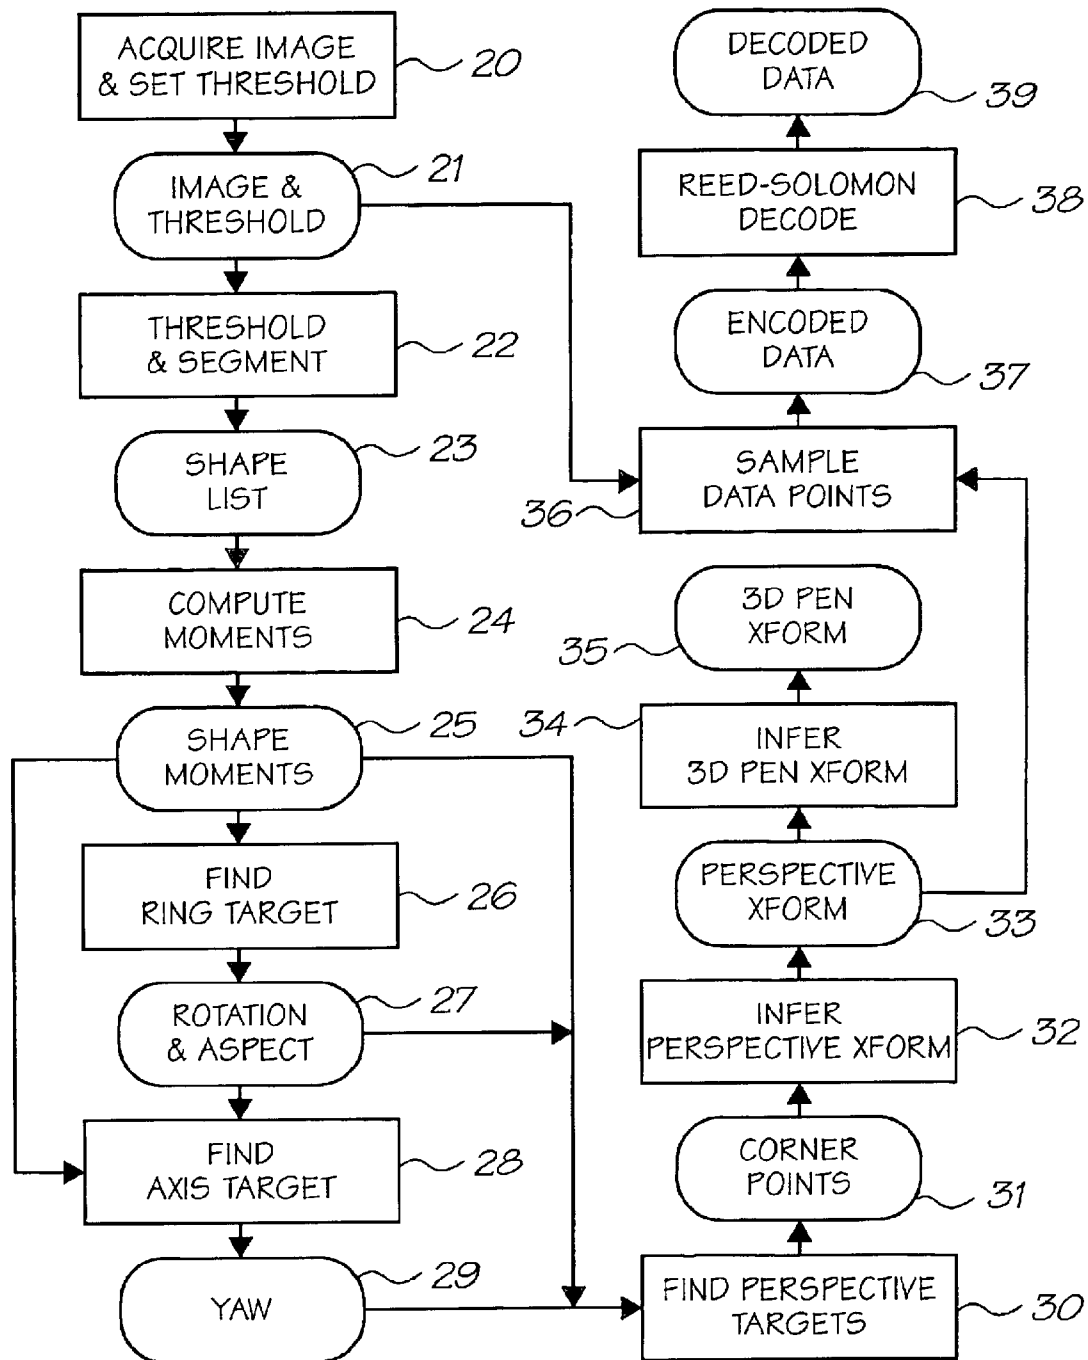 ACQUIRE IMAGE
& SET THRESHOLD
20
IMAGE &
THRESHOLD
21
THRESHOLD
& SEGMENT
22
SHAPE
LIST
23
COMPUTE
MOMENTS
24
SHAPE
MOMENTS
25
FIND
RING TARGET
26
ROTATION
& ASPECT
27
FIND
AXIS TARGET
28
YAW
29
DECODED
DATA
39
REED-SOLOMON
DECODE
38
ENCODED
DATA
37
SAMPLE
DATA POINTS
36
3D PEN
XFORM
35
34
INFER
3D PEN XFORM
PERSPECTIVE
XFORM
33
INFER
PERSPECTIVE XFORM
32
CORNER
POINTS
31
FIND PERSPECTIVE
TARGETS
30